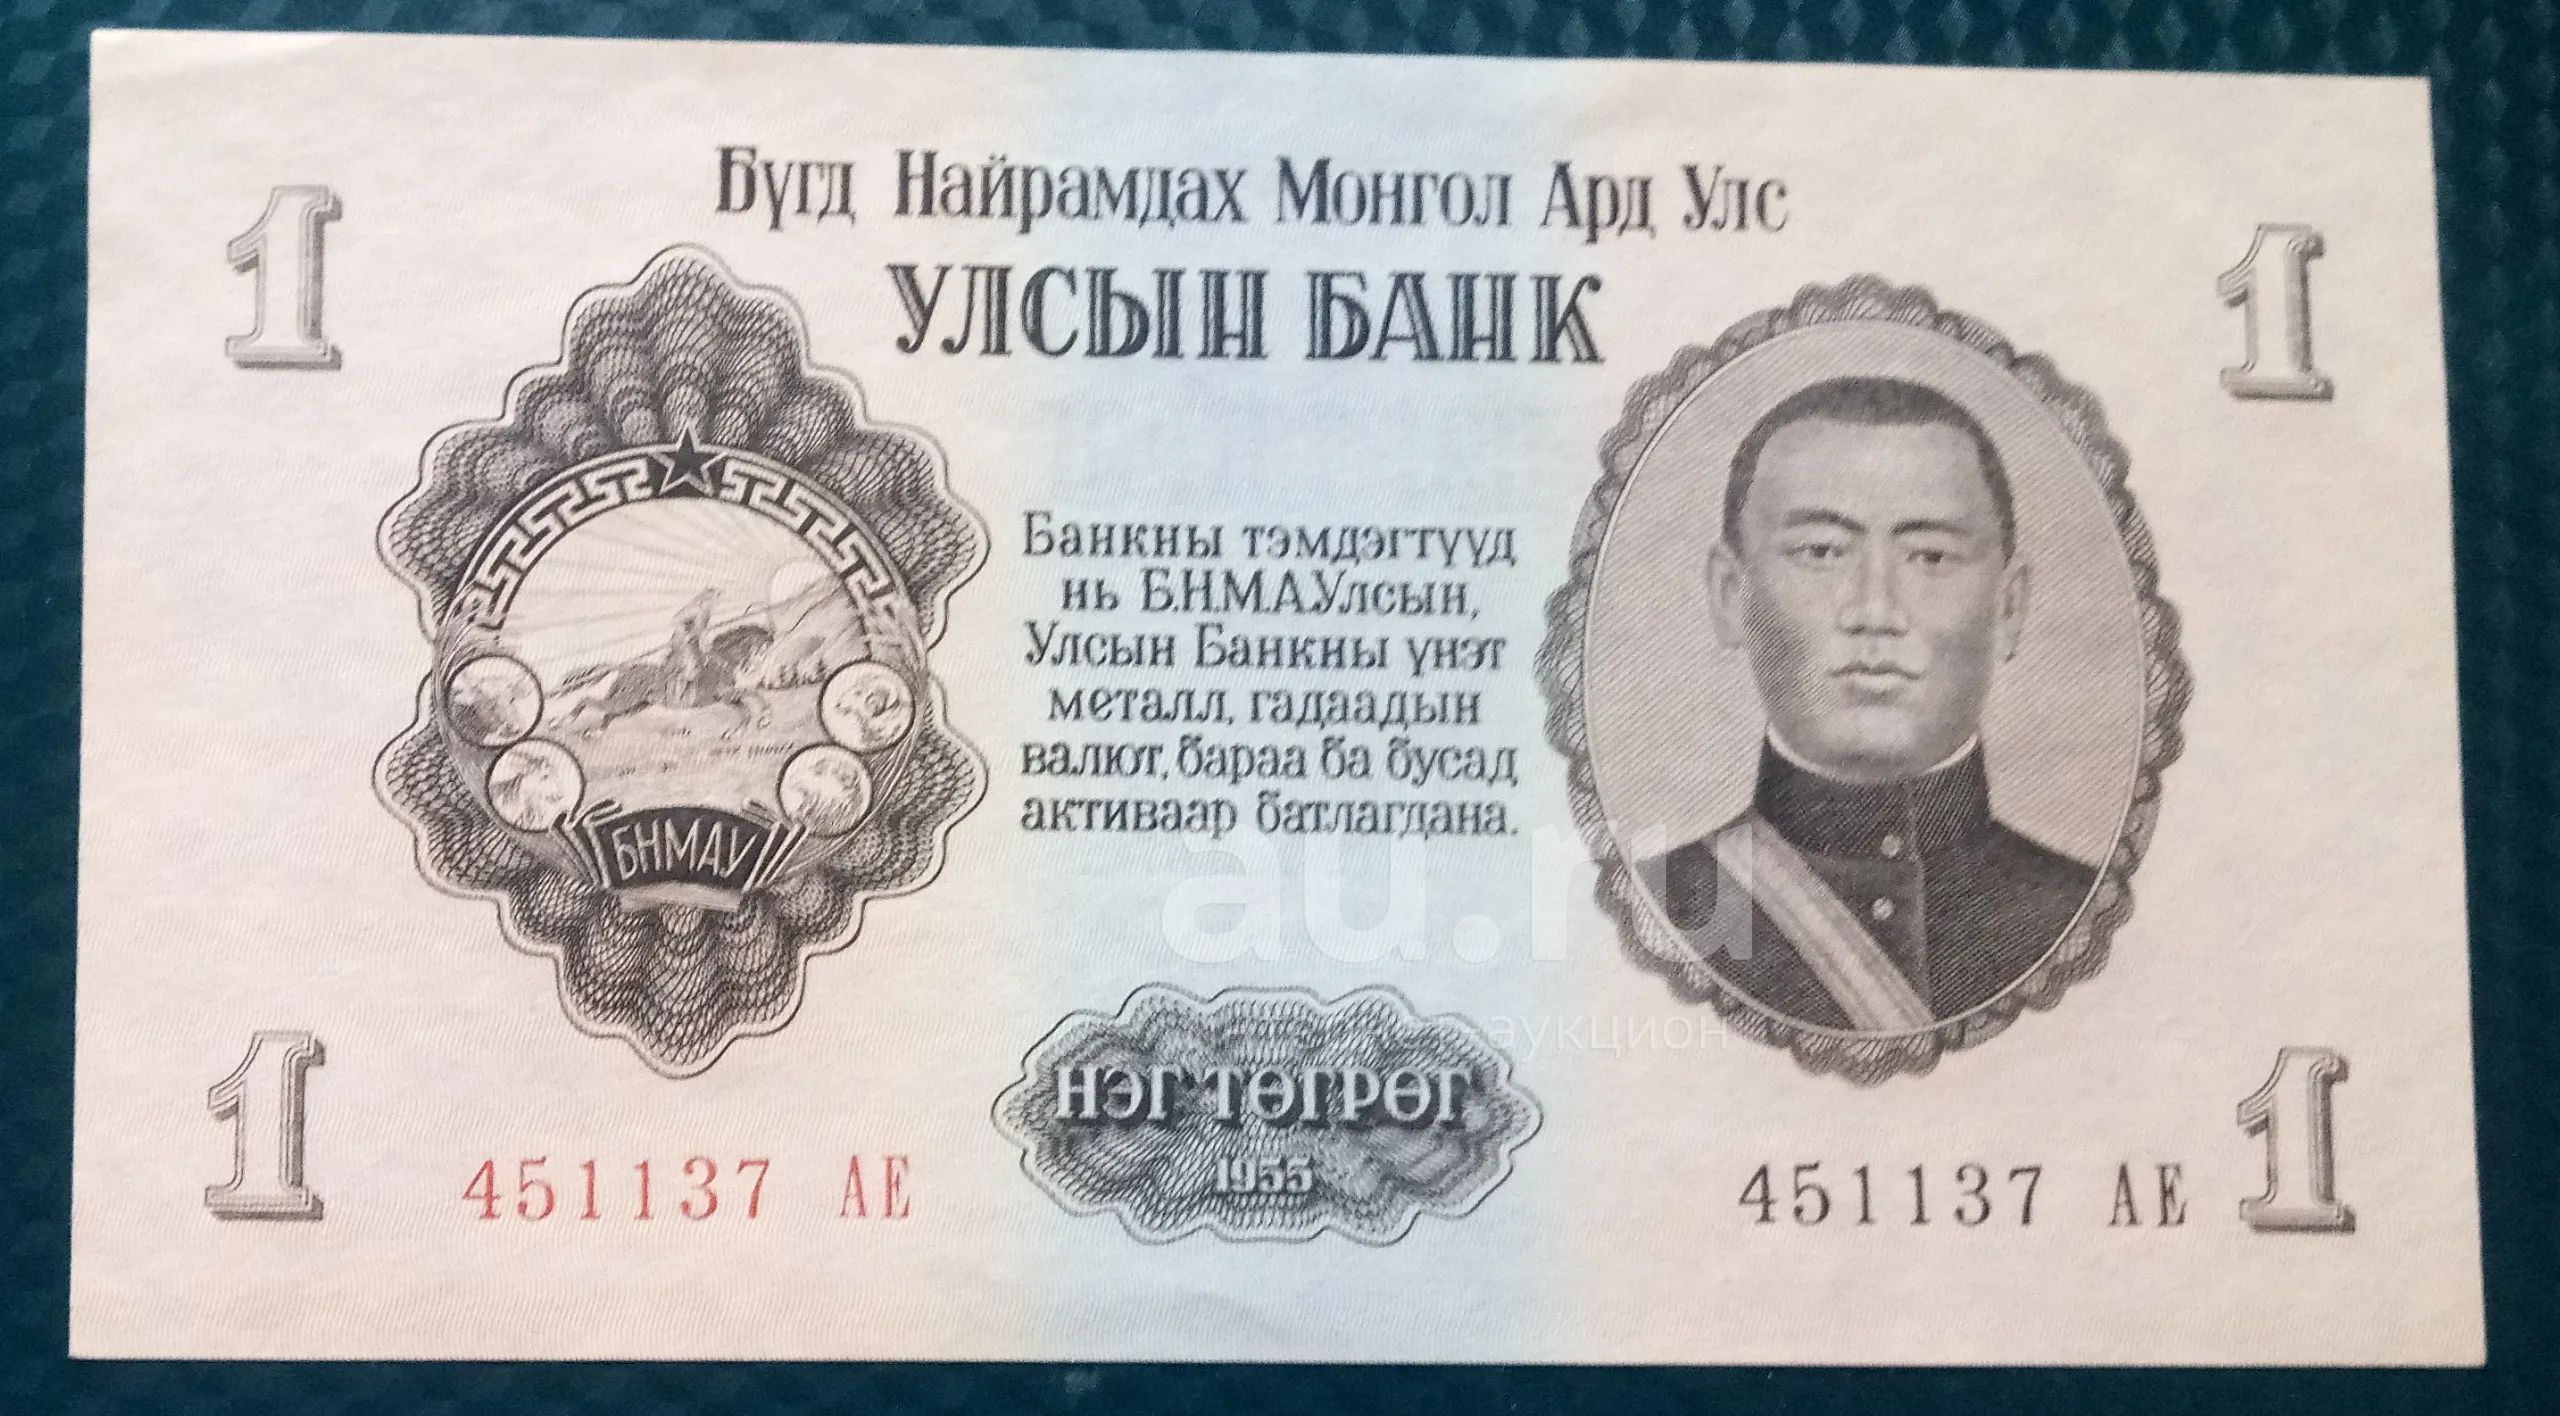 Бүгд Найрамдах Монгол Ард Улс
УЛСЫН БАНК
1
1
Банкны тэмдэгтүүд
нь Б.Н.М.А.Улсын,
Улсын Банкны үнэт
металл, гадаадын
валют, бараа ба бусад
активаар батлагдана.
БНМАУ
au.ru
аукцион
НЭГ ТӨГРӨГ
1955
1
451137 АЕ
451137 АЕ
1